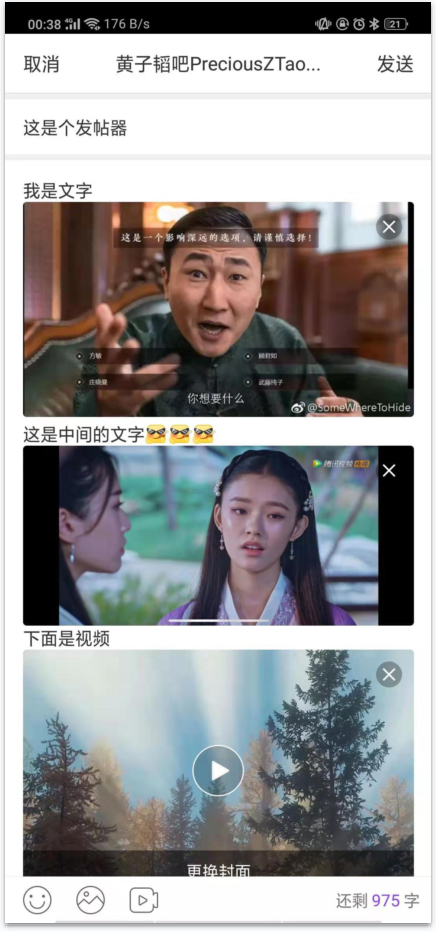 00:38 176 B/s 21
取消 黄子韬吧PreciousZTao... 发送
这是个发帖器
我是文字
这是一个影响深远的选项，请谨慎选择！
方敏 顾耕如
庄晓曼 武藤纯子
你想要什么
@SomeWhereToHide
这是中间的文字
腾讯视频
下面是视频
更换封面
还剩 975 字